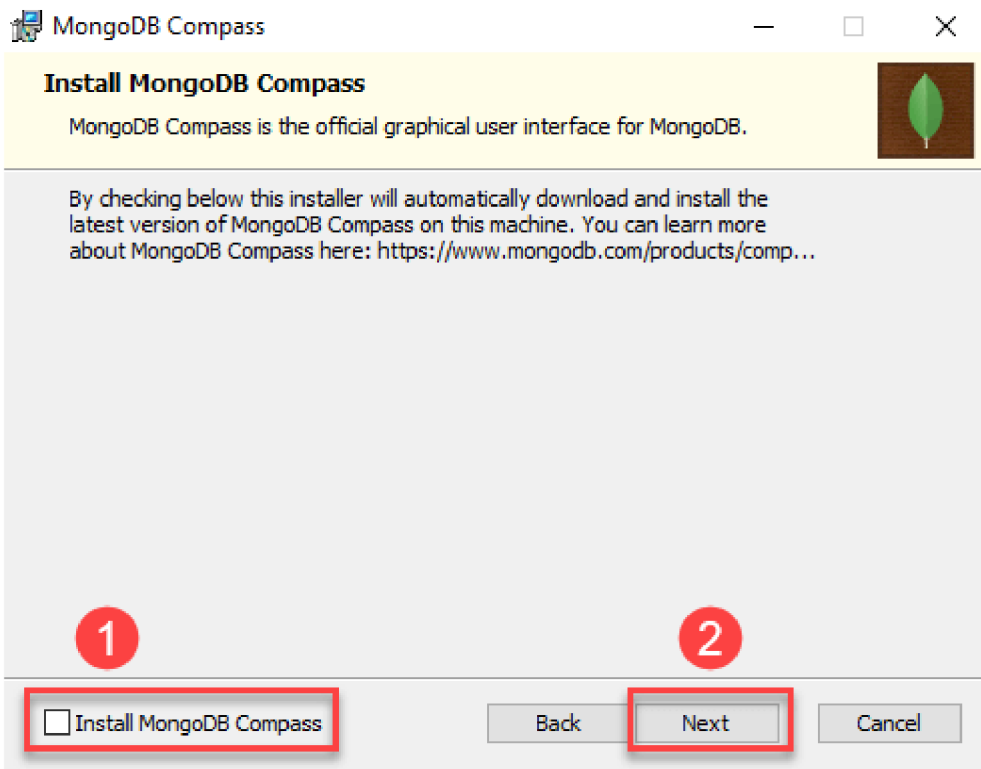 MongoDB Compass
Install MongoDB Compass
MongoDB Compass is the official graphical user interface for MongoDB.
By checking below this installer will automatically download and install the
latest version of MongoDB Compass on this machine. You can learn more
about MongoDB Compass here: https://www.mongodb.com/products/comp...
1
2
Install MongoDB Compass
Back
Next
Cancel